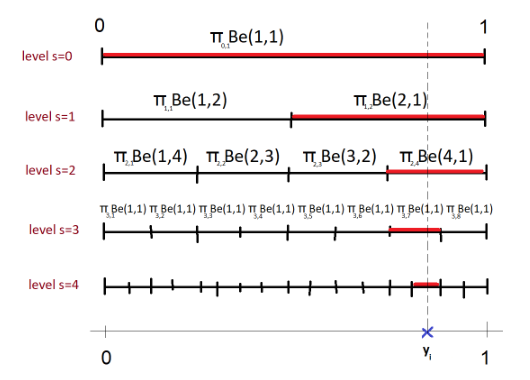 0 1
π0,1Be(1,1)
level s=0
π1,1Be(1,2) π1,2Be(2,1)
level s=1
π2,1Be(1,4) π2,2Be(2,3) π2,3Be(3,2) π2,4Be(4,1)
level s=2
π3,1Be(1,1) π3,2Be(1,1) π3,3Be(1,1) π3,4Be(1,1) π3,5Be(1,1) π3,6Be(1,1) π3,7Be(1,1) π3,8Be(1,1)
level s=3
level s=4
0 yi 1